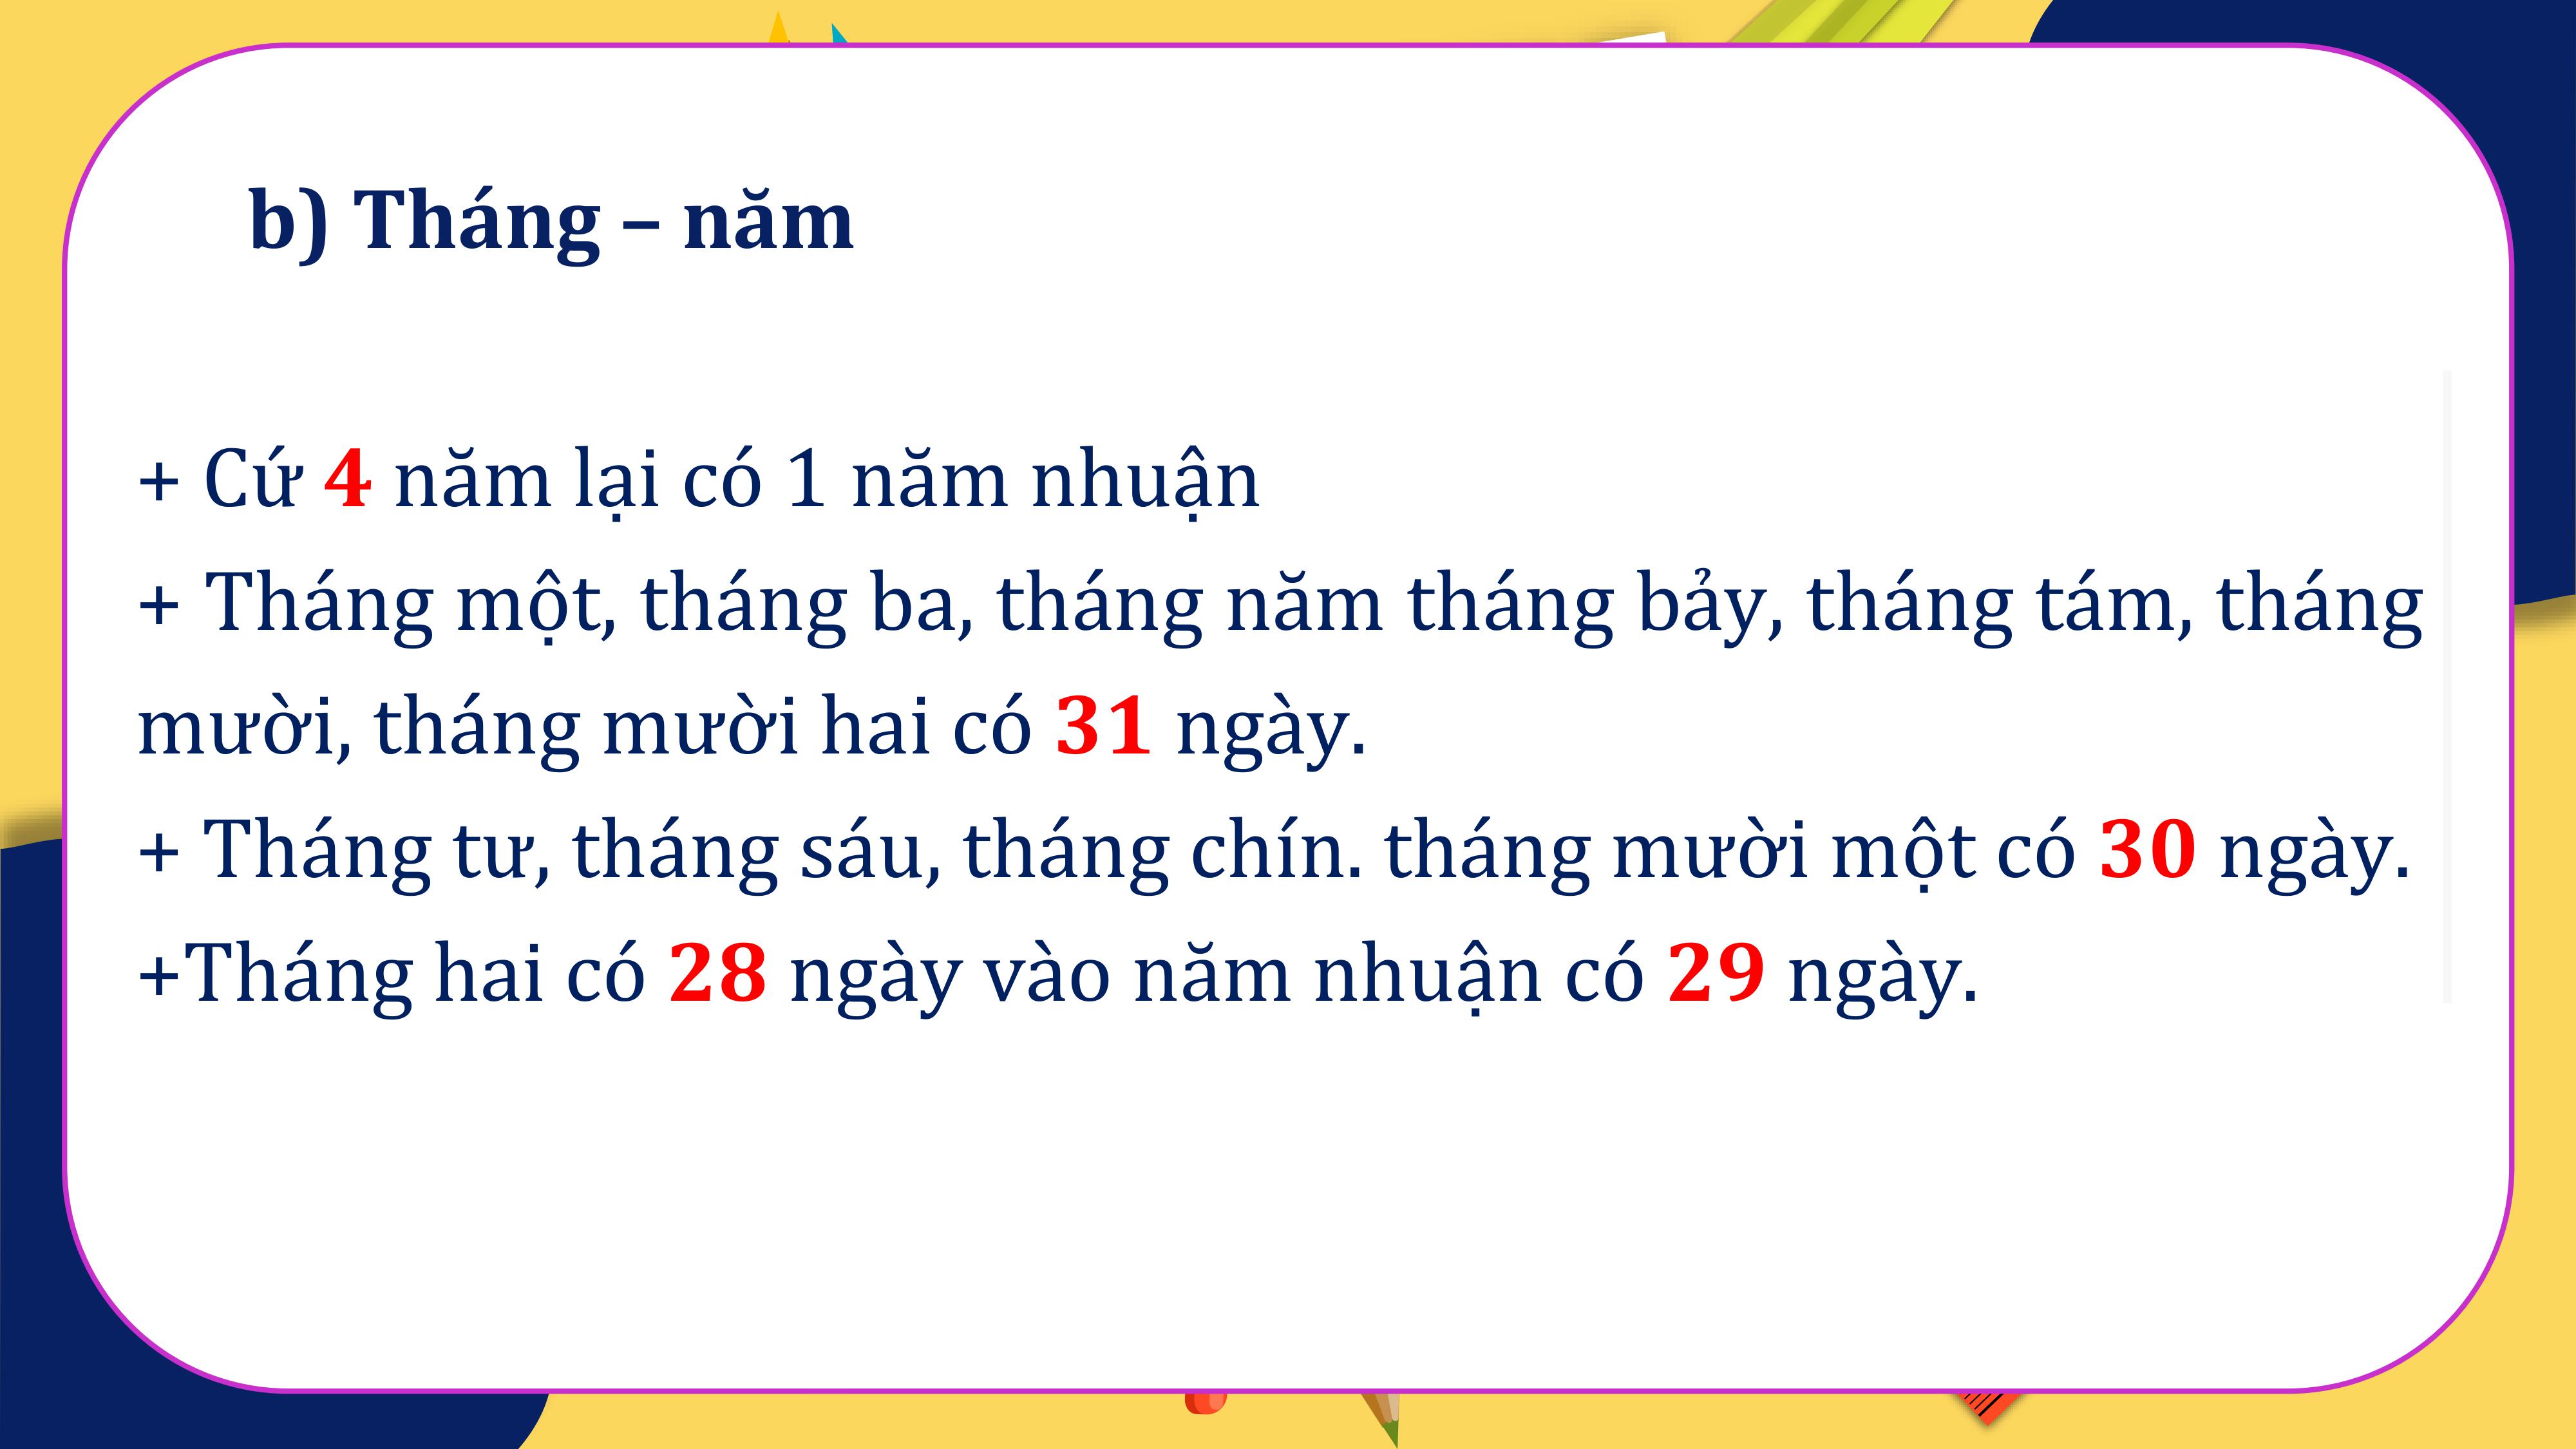 b) Tháng – năm
+ Cứ 4 năm lại có 1 năm nhuận
+ Tháng một, tháng ba, tháng năm tháng bảy, tháng tám, tháng
mười, tháng mười hai có 31 ngày.
+ Tháng tư, tháng sáu, tháng chín. tháng mười một có 30 ngày.
+Tháng hai có 28 ngày vào năm nhuận có 29 ngày.